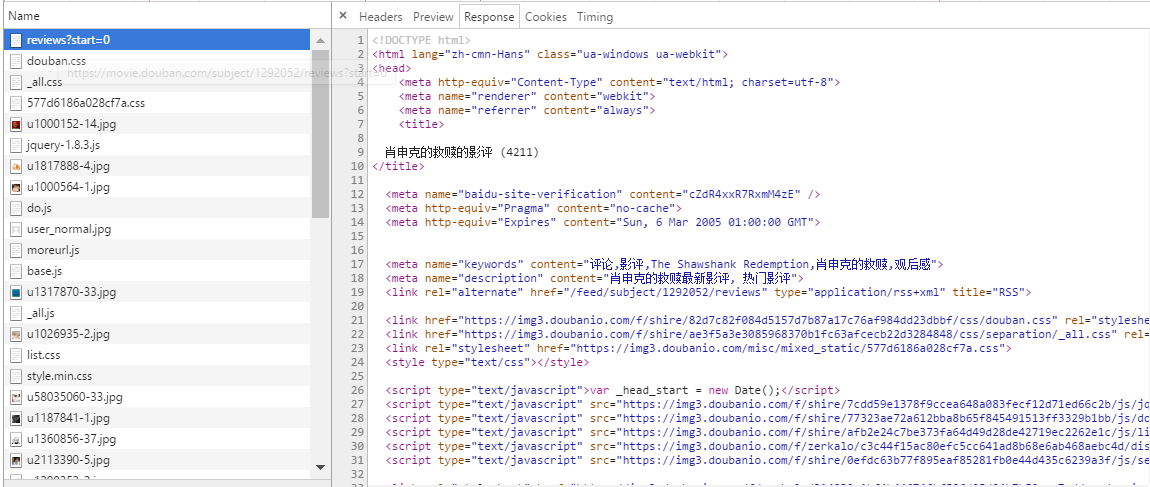 Name
× Headers Preview Response Cookies Timing
reviews?start=0
douban.css
https://movie.douban.com/subject/1292052/reviews?start=0
_all.css
577d6186a028cf7a.css
u1000152-14.jpg
jquery-1.8.3.js
u1817888-4.jpg
u1000564-1.jpg
do.js
user_normal.jpg
moreurl.js
base.js
u1317870-33.jpg
_all.js
u1026935-2.jpg
list.css
style.min.css
u58035060-33.jpg
u1187841-1.jpg
u1360856-37.jpg
u2113390-5.jpg
1 <!DOCTYPE html>
2 <html lang="zh-cmn-Hans" class="ua-windows ua-webkit">
3 <head>
4 <meta http-equiv="Content-Type" content="text/html; charset=utf-8">
5 <meta name="renderer" content="webkit">
6 <meta name="referrer" content="always">
7 <title>
8
9 肖申克的救赎的影评 (4211)
10 </title>
11
12 <meta name="baidu-site-verification" content="cZdR4xxR7RxmM4zE" />
13 <meta http-equiv="Pragma" content="no-cache">
14 <meta http-equiv="Expires" content="Sun, 6 Mar 2005 01:00:00 GMT">
15
16
17 <meta name="keywords" content="评论,影评,The Shawshank Redemption,肖申克的救赎,观后感">
18 <meta name="description" content="肖申克的救赎最新影评, 热门影评">
19 <link rel="alternate" href="/feed/subject/1292052/reviews" type="application/rss+xml" title="RSS">
20
21 <link href="https://img3.doubanio.com/f/shire/82d7c82f084d5157d7b87a17c76af984dd23dbbf/css/douban.css" rel="styleshe
22 <link href="https://img3.doubanio.com/f/shire/ae3f5a3e3085968370b1fc63afcecb22d3284848/css/separation/_all.css" rel=
23 <link rel="stylesheet" href="https://img3.doubanio.com/misc/mixed_static/577d6186a028cf7a.css">
24 <style type="text/css"></style>
25
26 <script type="text/javascript">var _head_start = new Date();</script>
27 <script type="text/javascript" src="https://img3.doubanio.com/f/shire/7cdd59e1378f9ccea648a083fecf12d71ed66c2b/js/jq
28 <script type="text/javascript" src="https://img3.doubanio.com/f/shire/77323ae72a612bba8b65f845491513ff3329b1bb/js/do
29 <script type="text/javascript" src="https://img3.doubanio.com/f/shire/afb2e24c7be373fa64d49d28de42719ec2262e1c/js/li
30 <script type="text/javascript" src="https://img3.doubanio.com/f/zerkalo/c3c44f15ac80efc5cc641ad8b68e6ab468aebc4d/dis
31 <script type="text/javascript" src="https://img3.doubanio.com/f/shire/0efdc63b77f895eaf85281fb0e44d435c6239a3f/js/se
32